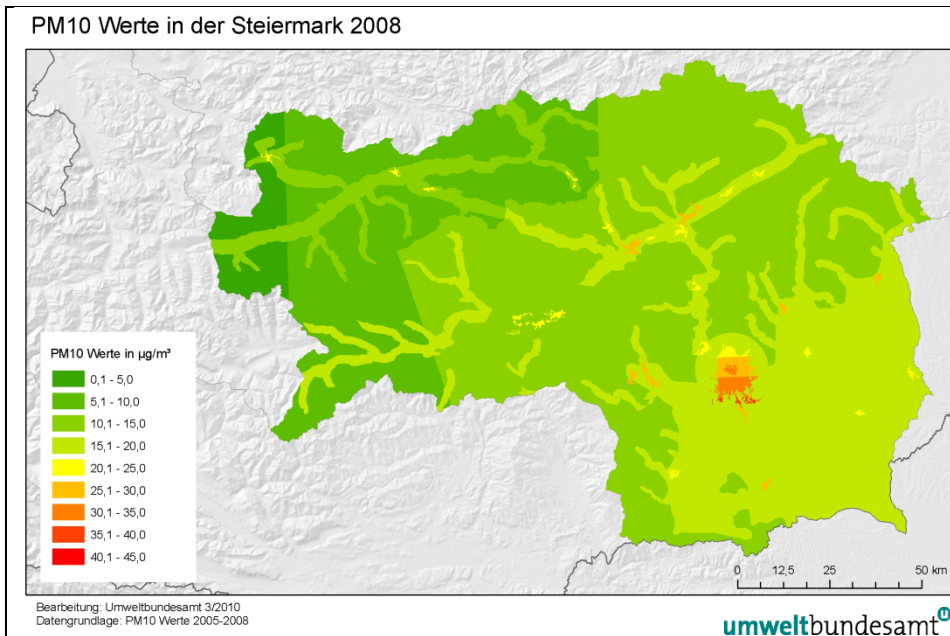 PM10 Werte in der Steiermark 2008
PM10 Werte in µg/m³
0,1 - 5,0
5,1 - 10,0
10,1 - 15,0
15,1 - 20,0
20,1 - 25,0
25,1 - 30,0
30,1 - 35,0
35,1 - 40,0
40,1 - 45,0
0 12,5 25 50 km
Bearbeitung: Umweltbundesamt 3/2010
Datengrundlage: PM10 Werte 2005-2008
umweltbundesamt u